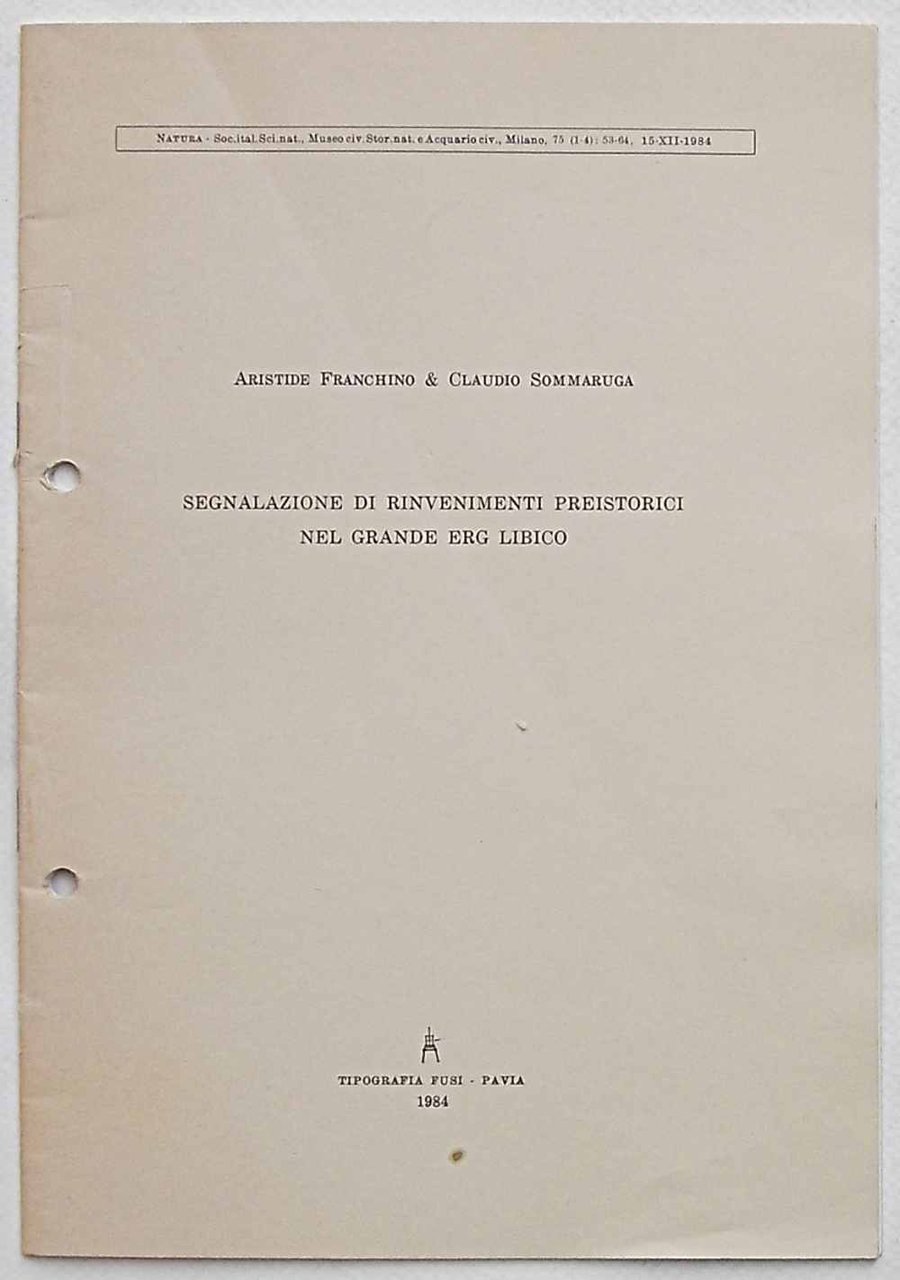 NATURA - Soc.ital.Sci.nat., Museo civ.Stor.nat. e Acquario civ., Milano, 75 (1-4): 53-64, 15-XII-1984
ARISTIDE FRANCHINO & CLAUDIO SOMMARUGA
SEGNALAZIONE DI RINVENIMENTI PREISTORICI
NEL GRANDE ERG LIBICO
TIPOGRAFIA FUSI - PAVIA
1984